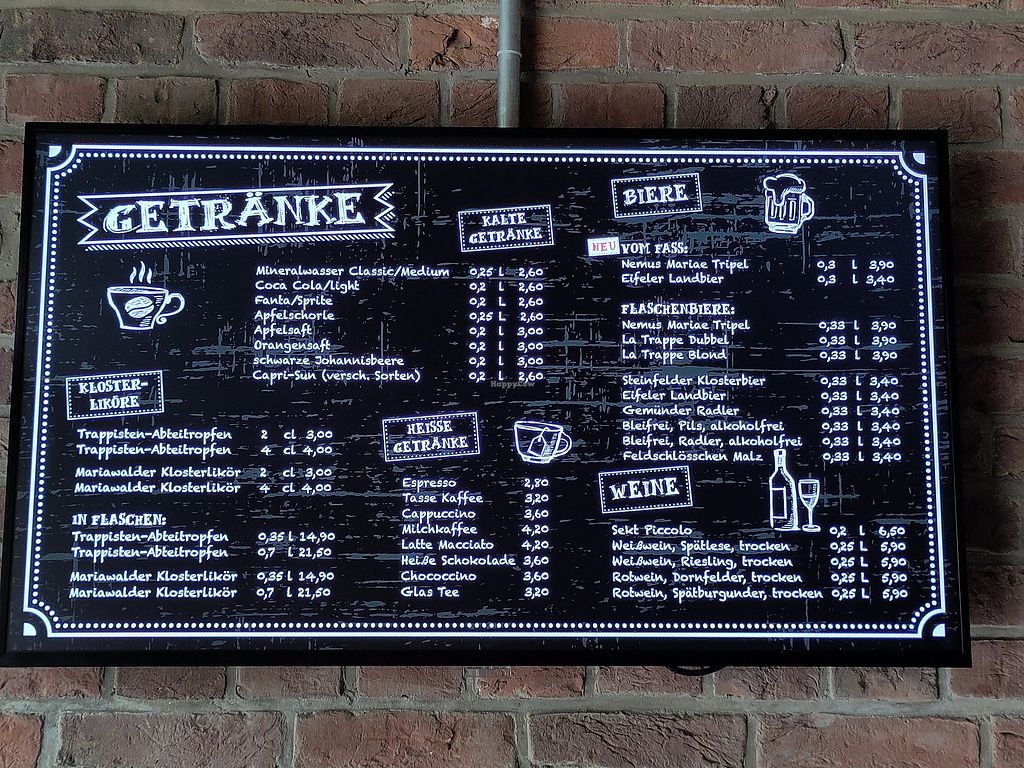 GETRÄNKE
KALTE
GETRÄNKE
Mineralwasser Classic/Medium 0,25 l 2,60
Coca Cola/light 0,2 l 2,60
Fanta/Sprite 0,2 l 2,60
Apfelschorle 0,25 l 2,60
Apfelsaft 0,2 l 3,00
Orangensaft 0,2 l 3,00
schwarze Johannisbeere 0,2 l 3,00
Capri-Sun (versch. Sorten) 0,2 l 2,60
HappyCow
KLOSTER-
LIKÖRE
Trappisten-Abteitropfen 2 cl 3,00
Trappisten-Abteitropfen 4 cl 4,00
Mariawalder Klosterlikör 2 cl 3,00
Mariawalder Klosterlikör 4 cl 4,00
IN FLASCHEN:
Trappisten-Abteitropfen 0,35 l 14,90
Trappisten-Abteitropfen 0,7 l 21,50
Mariawalder Klosterlikör 0,35 l 14,90
Mariawalder Klosterlikör 0,7 l 21,50
HEISSE
GETRÄNKE
Espresso 2,80
Tasse Kaffee 3,20
Cappuccino 3,60
Milchkaffee 4,20
Latte Macciato 4,20
Heiße Schokolade 3,60
Chococcino 3,60
Glas Tee 3,20
BIERE
NEU VOM FASS:
Nemus Mariae Tripel 0,3 l 3,90
Eifeler Landbier 0,3 l 3,40
FLASCHENBIERE:
Nemus Mariae Tripel 0,33 l 3,90
La Trappe Dubbel 0,33 l 3,90
La Trappe Blond 0,33 l 3,90
Steinfelder Klosterbier 0,33 l 3,40
Eifeler Landbier 0,33 l 3,40
Gemünder Radler 0,33 l 3,40
Bleifrei, Pils, alkoholfrei 0,33 l 3,40
Bleifrei, Radler, alkoholfrei 0,33 l 3,40
Feldschlösschen Malz 0,33 l 3,40
WEINE
Sekt Piccolo 0,2 l 6,50
Weißwein, Spätlese, trocken 0,25 l 5,90
Weißwein, Riesling, trocken 0,25 l 5,90
Rotwein, Dornfelder, trocken 0,25 l 5,90
Rotwein, Spätburgunder, trocken 0,25 l 5,90